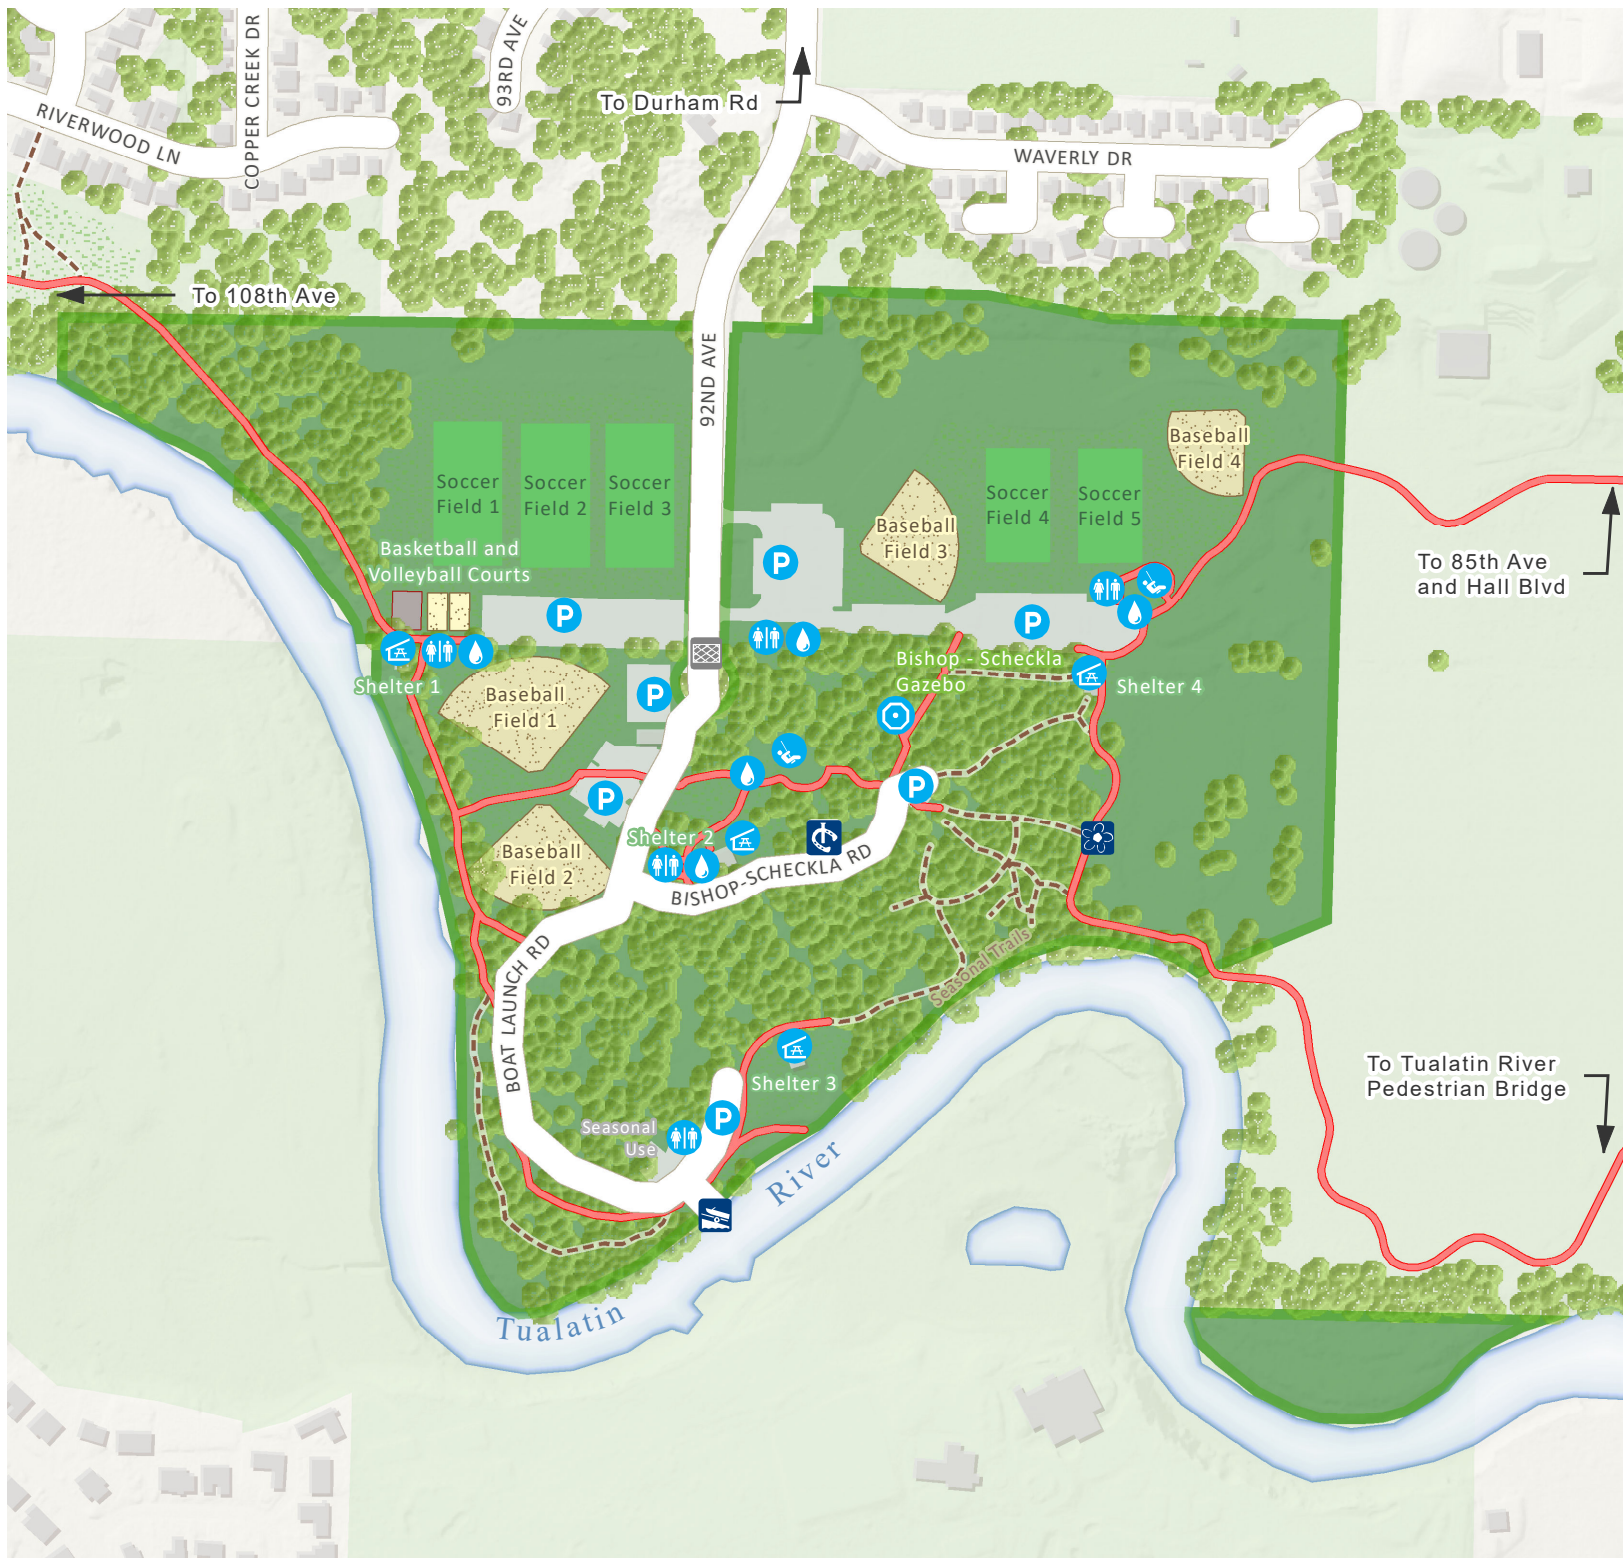 COPPER CREEK DR
93RD AVE
To Durham Rd
RIVERWOOD LN
WAVERLY DR
To 108th Ave
92ND AVE
Baseball
Field 4
Soccer
Field 1
Soccer
Field 2
Soccer
Field 3
Soccer
Field 4
Soccer
Field 5
Baseball
Field 3
Basketball and
Volleyball Courts
To 85th Ave
and Hall Blvd
P
P
P
Shelter 1
Baseball
Field 1
P
Bishop - Scheckla
Gazebo
Shelter 4
P
P
Shelter 2
Baseball
Field 2
BISHOP-SCHECKLA RD
BOAT LAUNCH RD
Seasonal Trails
Shelter 3
P
Seasonal
Use
To Tualatin River
Pedestrian Bridge
Tualatin
River